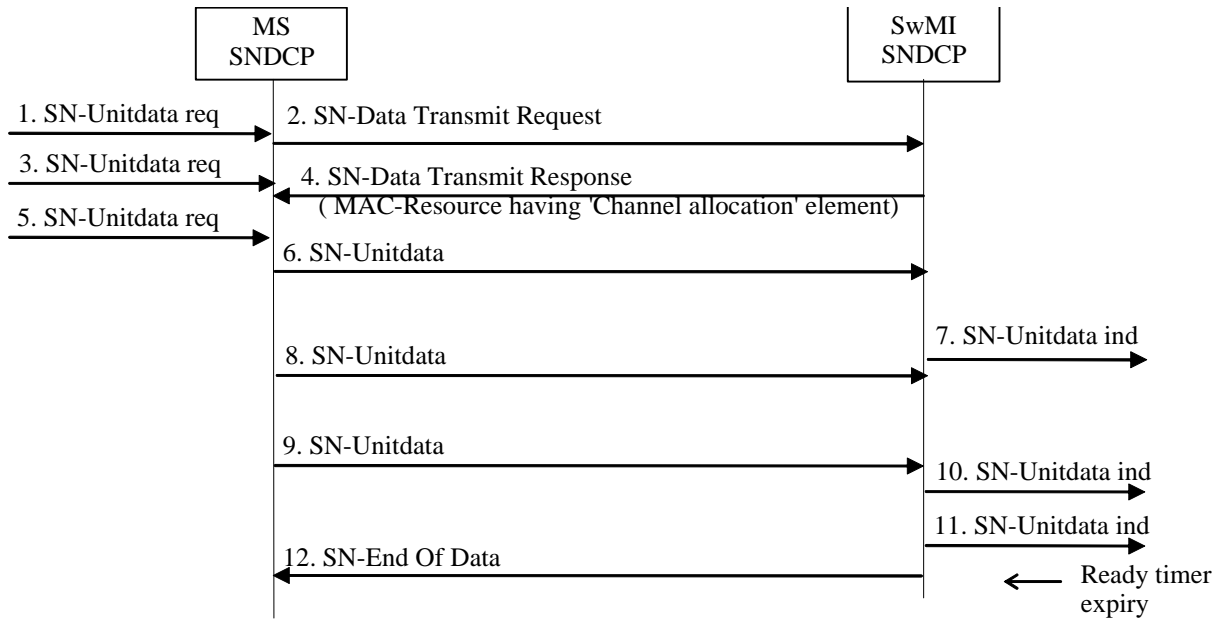 MS
SNDCP
SwMI
SNDCP
1. SN-Unitdata req
2. SN-Data Transmit Request
3. SN-Unitdata req
4. SN-Data Transmit Response
( MAC-Resource having 'Channel allocation' element)
5. SN-Unitdata req
6. SN-Unitdata
7. SN-Unitdata ind
8. SN-Unitdata
9. SN-Unitdata
10. SN-Unitdata ind
11. SN-Unitdata ind
12. SN-End Of Data
Ready timer
expiry